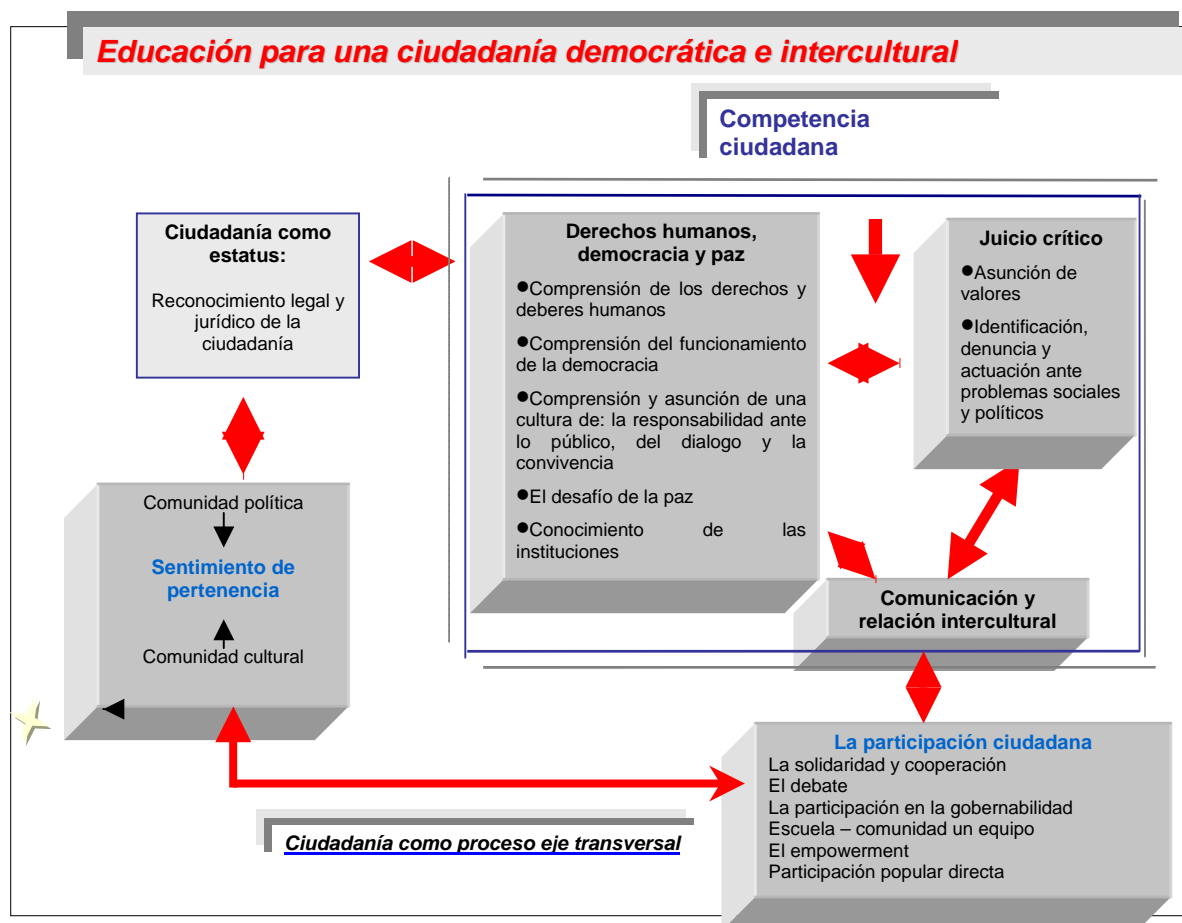 Educación para una ciudadanía democrática e intercultural
Competencia
ciudadana
Ciudadanía como
estatus:
Reconocimiento legal y
jurídico de la
ciudadanía
Derechos humanos,
democracia y paz
●Comprensión de los derechos y
deberes humanos
●Comprensión del funcionamiento
de la democracia
●Comprensión y asunción de una
cultura de: la responsabilidad ante
lo público, del dialogo y la
convivencia
●El desafío de la paz
●Conocimiento de las
instituciones
Juicio crítico
●Asunción de
valores
●Identificación,
denuncia y
actuación ante
problemas sociales
y políticos
Comunidad política
Sentimiento de
pertenencia
Comunidad cultural
Comunicación y
relación intercultural
La participación ciudadana
La solidaridad y cooperación
El debate
La participación en la gobernabilidad
Escuela – comunidad un equipo
El empowerment
Participación popular directa
Ciudadanía como proceso eje transversal